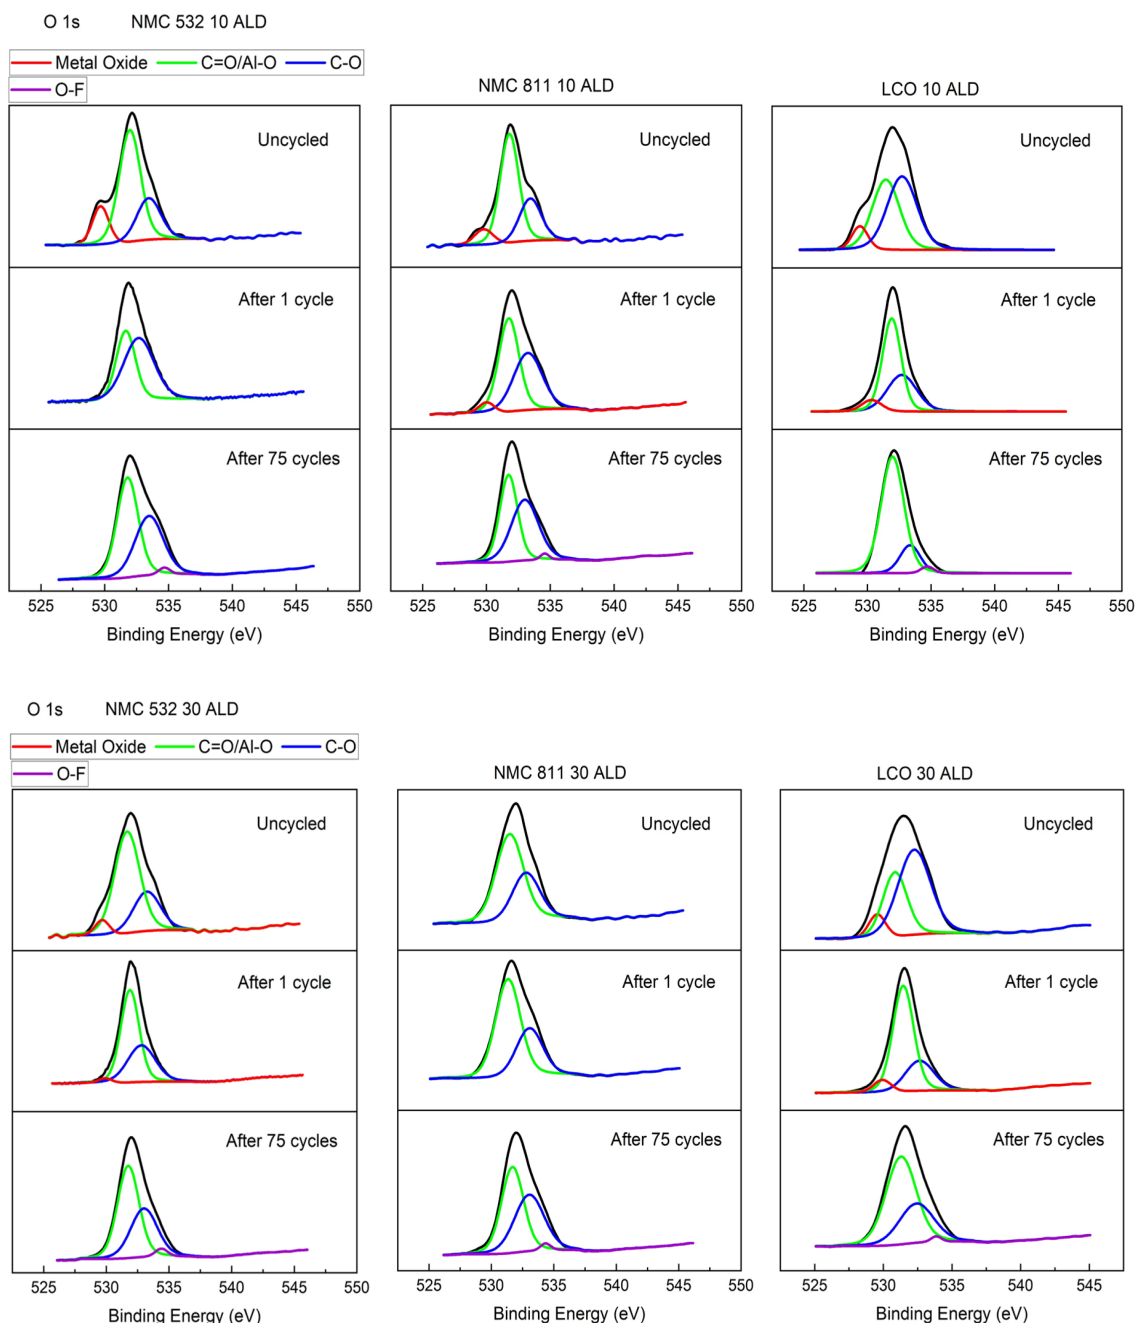 O 1s NMC 532 10 ALD
Metal Oxide C=O/Al-O C-O
O-F
NMC 811 10 ALD
LCO 10 ALD
Uncycled
Uncycled
Uncycled
After 1 cycle
After 1 cycle
After 1 cycle
After 75 cycles
After 75 cycles
After 75 cycles
525 530 535 540 545 550
525 530 535 540 545 550
525 530 535 540 545 550
Binding Energy (eV)
Binding Energy (eV)
Binding Energy (eV)
O 1s NMC 532 30 ALD
Metal Oxide C=O/Al-O C-O
O-F
NMC 811 30 ALD
LCO 30 ALD
Uncycled
Uncycled
Uncycled
After 1 cycle
After 1 cycle
After 1 cycle
After 75 cycles
After 75 cycles
After 75 cycles
525 530 535 540 545 550
525 530 535 540 545 550
525 530 535 540 545
Binding Energy (eV)
Binding Energy (eV)
Binding Energy (eV)